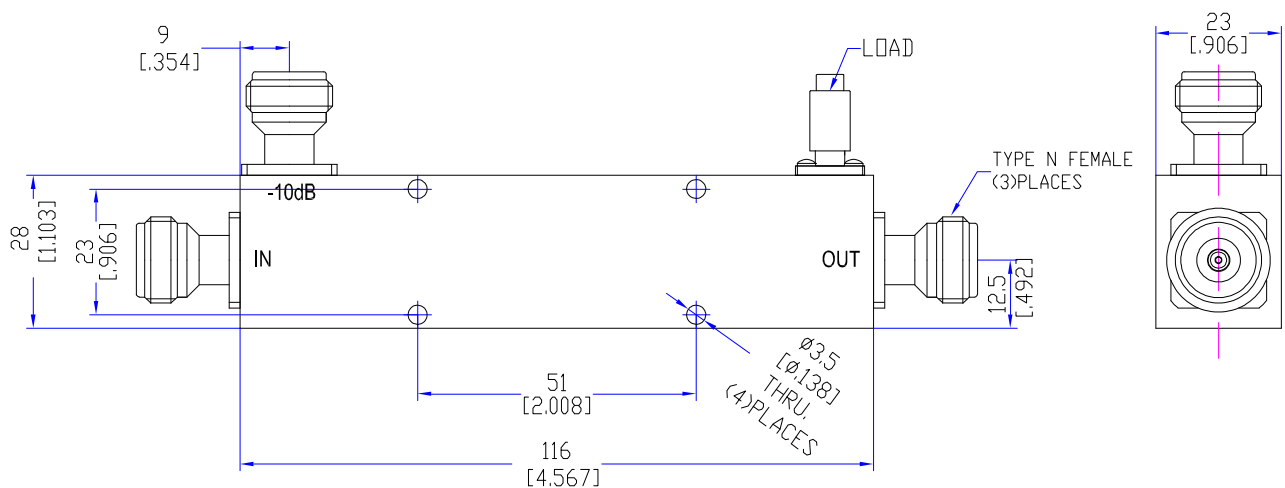 9
[.354]
LOAD
23
[.906]
TYPE N FEMALE
(3)PLACES
-10dB
28
[1.103]
23
[.906]
IN
OUT
12.5
[.492]
Ø3.5
[Ø.138]
THRU,
(4)PLACES
51
[2.008]
116
[4.567]